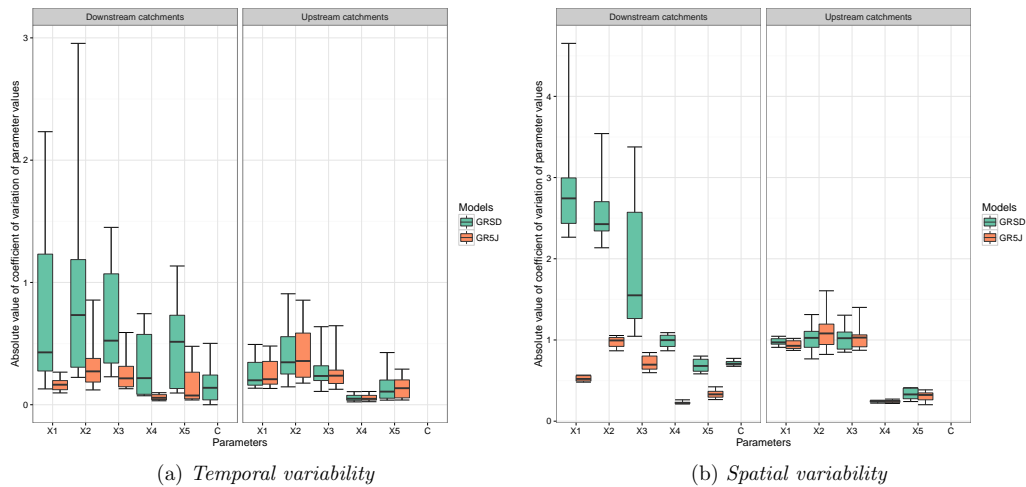 Downstream catchments
Upstream catchments
Absolute value of coefficient of variation of parameter values
3
2
1
0
X1 X2 X3 X4 X5 C
X1 X2 X3 X4 X5 C
Parameters
Models
GRSD
GR5J
(a) Temporal variability
Downstream catchments
Upstream catchments
Absolute value of coefficient of variation of parameter values
4
3
2
1
0
X1 X2 X3 X4 X5 C
X1 X2 X3 X4 X5 C
Parameters
Models
GRSD
GR5J
(b) Spatial variability